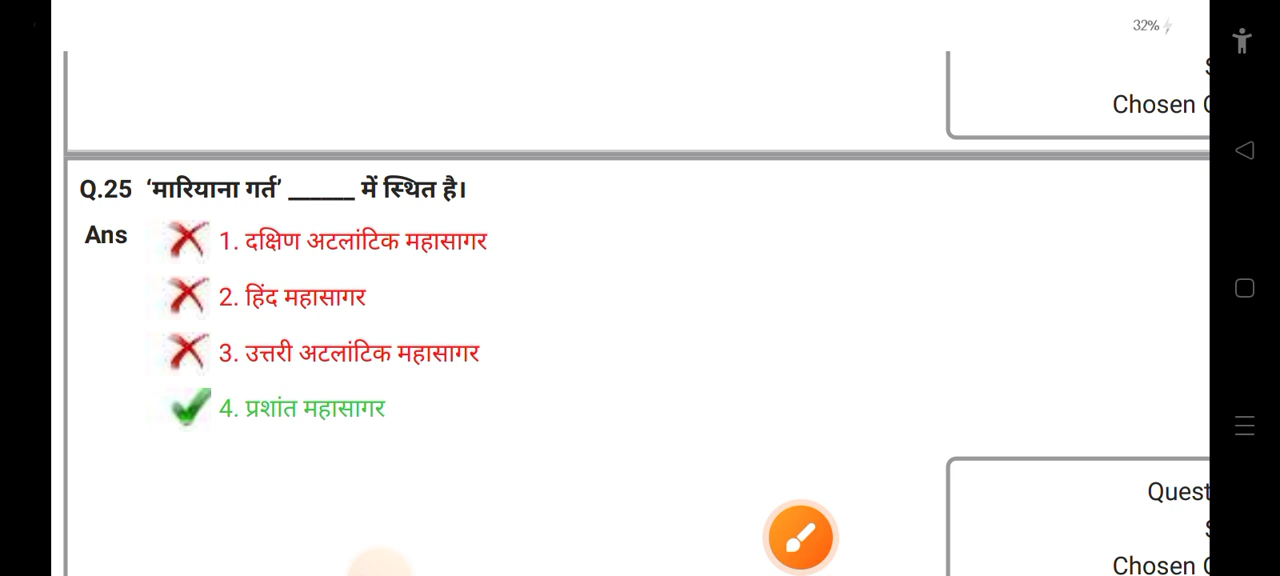 32%
Chosen
Q.25 ‘मारियाना गर्त’ ______ में स्थित है।
Ans
1. दक्षिण अटलांटिक महासागर
2. हिंद महासागर
3. उत्तरी अटलांटिक महासागर
4. प्रशांत महासागर
Quest
Chosen